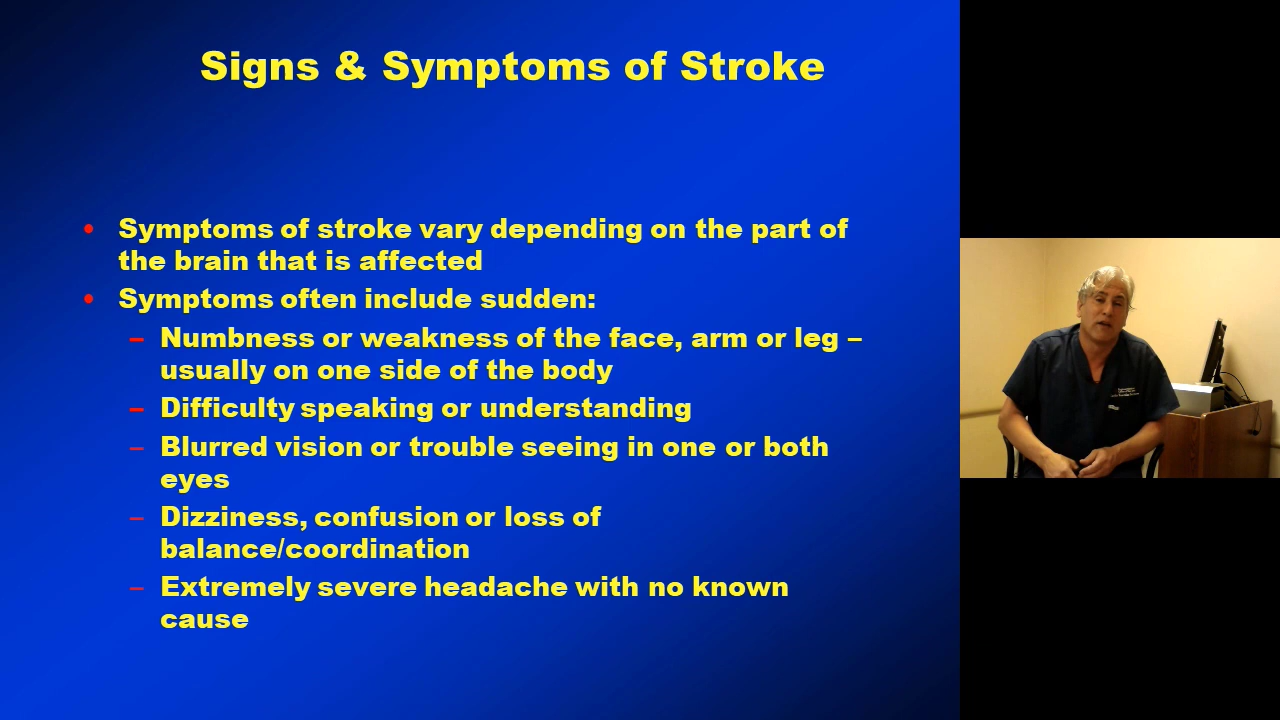 Signs & Symptoms of Stroke
• Symptoms of stroke vary depending on the part of
the brain that is affected
• Symptoms often include sudden:
– Numbness or weakness of the face, arm or leg –
usually on one side of the body
– Difficulty speaking or understanding
– Blurred vision or trouble seeing in one or both
eyes
– Dizziness, confusion or loss of
balance/coordination
– Extremely severe headache with no known
cause